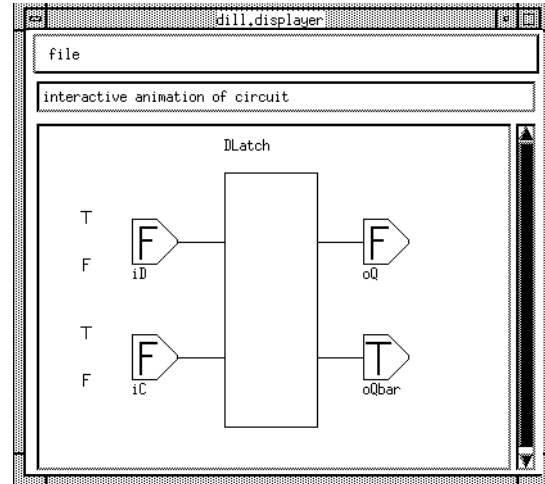 dill.displayer
file
interactive animation of circuit
DLatch
T
F
F
F
iD
oQ
T
F
F
T
iC
oQbar